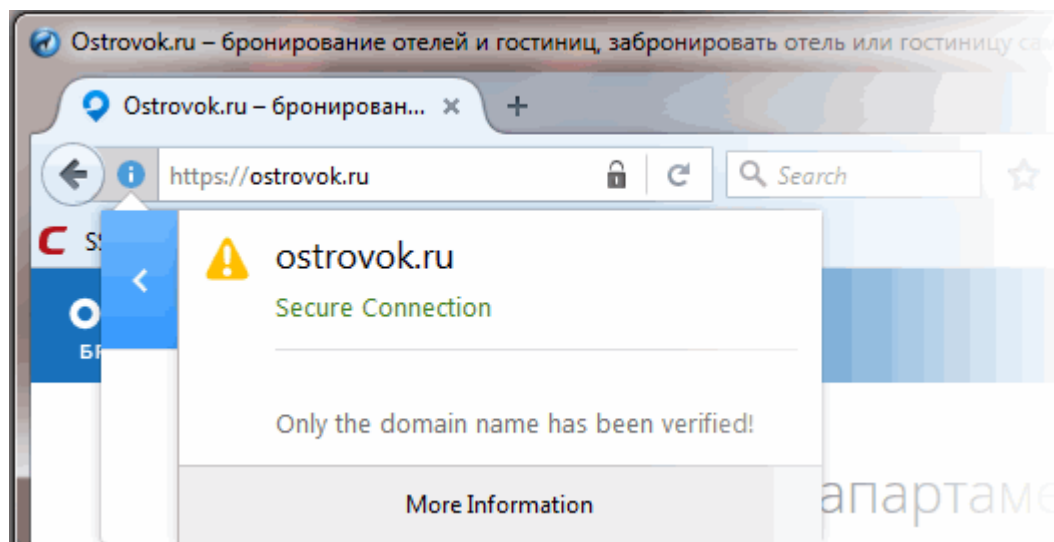 Ostrovok.ru – бронирование отелей и гостиниц, забронировать отель или гостиницу
Ostrovok.ru – бронирован...
https://ostrovok.ru
Search
ostrovok.ru
Secure Connection
Only the domain name has been verified!
More Information
апартаме